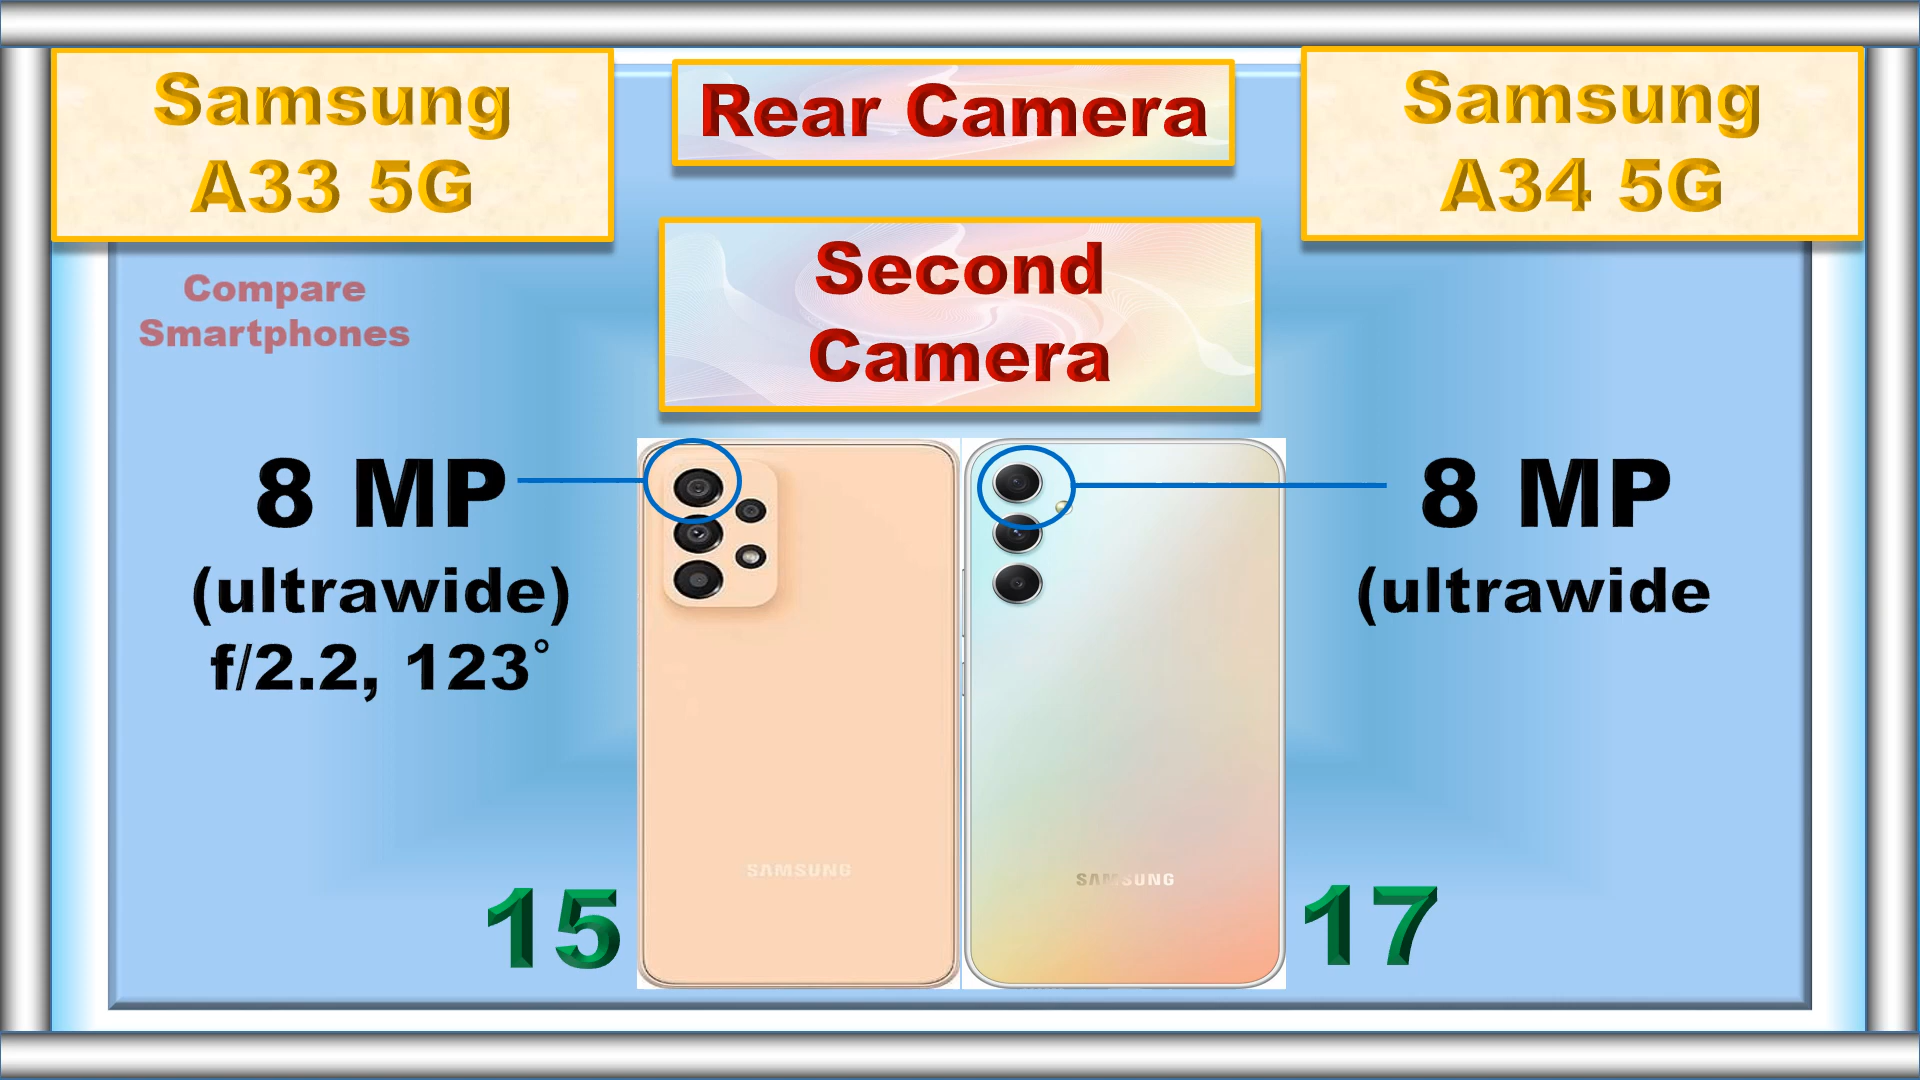 Samsung
A33 5G
Rear Camera
Samsung
A34 5G
Second
Camera
Compare
Smartphones
8 MP
(ultrawide)
f/2.2, 123°
8 MP
(ultrawide
SAMSUNG
SAMSUNG
15
17